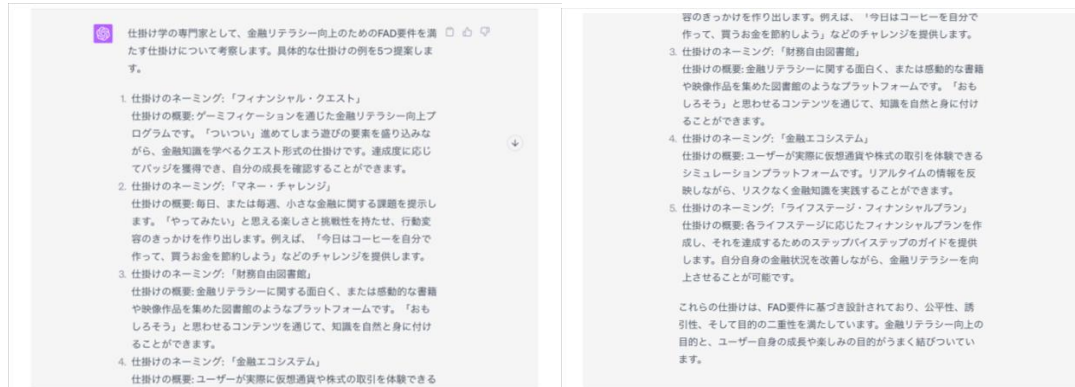 仕掛け学の専門家として、金融リテラシー向上のためのFAD要件を満
たす仕掛けについて考察します。具体的な仕掛けの例を5つ提案しま
す。
1. 仕掛けのネーミング: 「フィナンシャル・クエスト」
仕掛けの概要: ゲーミフィケーションを通じた金融リテラシー向上プ
ログラムです。「ついつい」進めてしまう遊びの要素を盛り込みな
がら、金融知識を学べるクエスト形式の仕掛けです。達成度に応じ
てバッジを獲得でき、自分の成長を確認することができます。
2. 仕掛けのネーミング: 「マネー・チャレンジ」
仕掛けの概要: 毎日、または毎週、小さな金融に関する課題を提示し
ます。「やってみたい」と思える楽しさと挑戦性を持たせ、行動変
容のきっかけを作り出します。例えば、「今日はコーヒーを自分で
作って、買うお金を節約しよう」などのチャレンジを提供します。
3. 仕掛けのネーミング: 「財務自由図書館」
仕掛けの概要: 金融リテラシーに関する面白く、または感動的な書籍
や映像作品を集めた図書館のようなプラットフォームです。「おも
しろそう」と思わせるコンテンツを通じて、知識を自然と身に付け
ることができます。
4. 仕掛けのネーミング: 「金融エコシステム」
仕掛けの概要: ユーザーが実際に仮想通貨や株式の取引を体験できる
容のきっかけを作り出します。例えば、「今日はコーヒーを自分で
作って、買うお金を節約しよう」などのチャレンジを提供します。
3. 仕掛けのネーミング: 「財務自由図書館」
仕掛けの概要: 金融リテラシーに関する面白く、または感動的な書籍
や映像作品を集めた図書館のようなプラットフォームです。「おも
しろそう」と思わせるコンテンツを通じて、知識を自然と身に付け
ることができます。
4. 仕掛けのネーミング: 「金融エコシステム」
仕掛けの概要: ユーザーが実際に仮想通貨や株式の取引を体験できる
シミュレーションプラットフォームです。リアルタイムの情報を反
映しながら、リスクなく金融知識を実践することができます。
5. 仕掛けのネーミング: 「ライフステージ・フィナンシャルプラン」
仕掛けの概要: 各ライフステージに応じたフィナンシャルプランを作
成し、それを達成するためのステップバイステップのガイドを提供
します。自分自身の金融状況を改善しながら、金融リテラシーを向
上させることが可能です。
これらの仕掛けは、FAD要件に基づき設計されており、公平性、誘
引性、そして目的の二重性を満たしています。金融リテラシー向上の
目的と、ユーザー自身の成長や楽しみの目的がうまく結びついてい
ます。